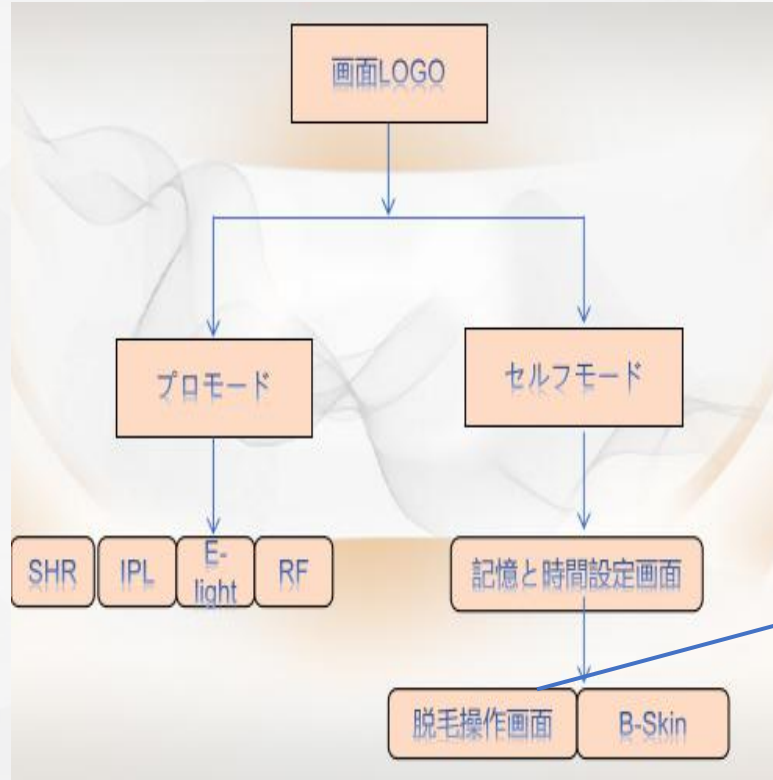 画面LOGO
プロモード
セルフモード
SHR
IPL
E-
light
RF
記憶と時間設定画面
脱毛操作画面
B-Skin